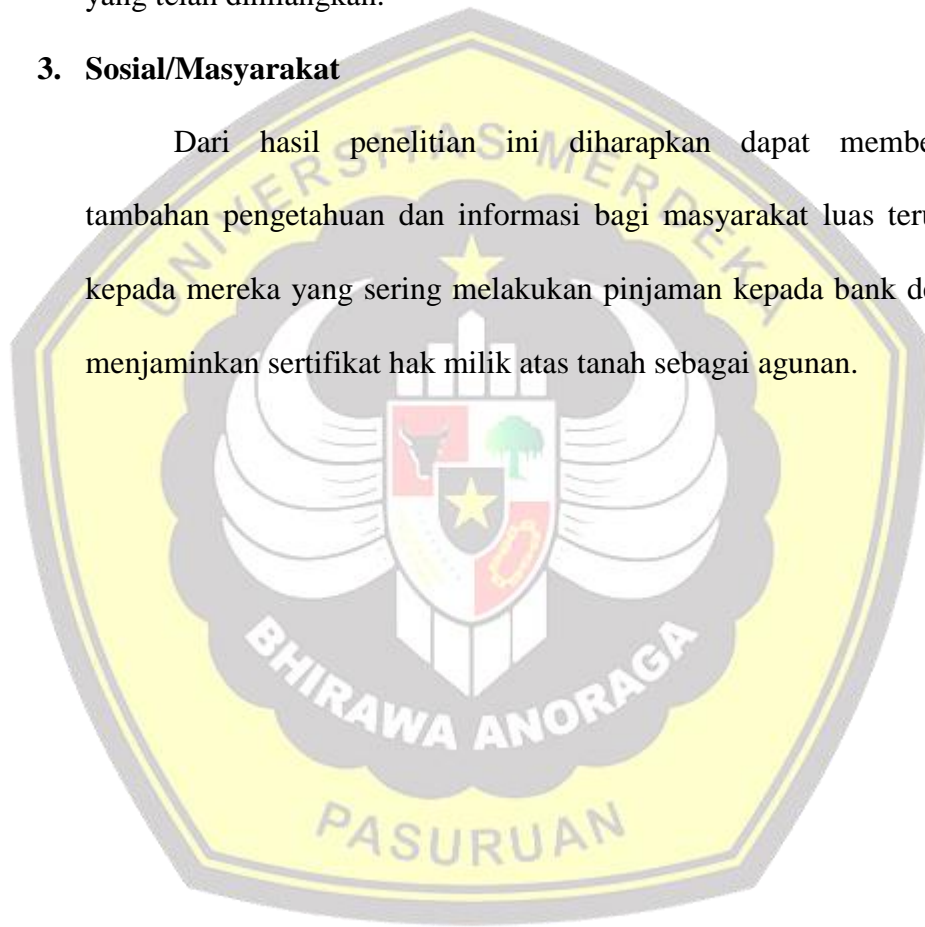 3. Sosial/Masyarakat
Dari hasil penelitian ini diharapkan dapat
tambahan pengetahuan dan informasi bagi masyarakat luas
kepada mereka yang sering melakukan pinjaman kepada bank
menjaminkan sertifikat hak milik atas tanah sebagai agunan.
UNIVERSITAS MERDEKA
BHIRAWA ANORAGA
PASURUAN